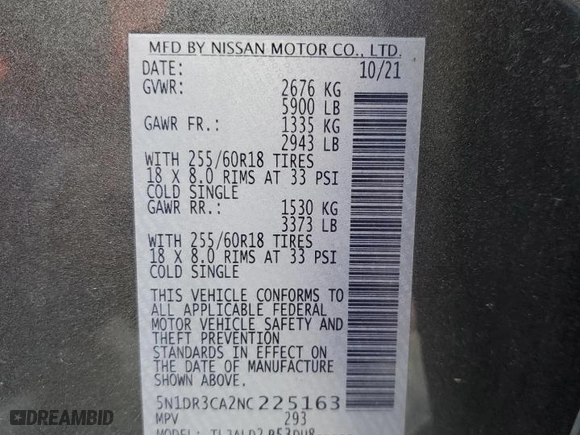 MFD BY NISSAN MOTOR CO., LTD.
DATE: 10/21
GVWR: 2676 KG
5900 LB
GAWR FR.: 1335 KG
2943 LB
WITH 255/60R18 TIRES
18 X 8.0 RIMS AT 33 PSI
COLD SINGLE
GAWR RR.: 1530 KG
3373 LB
WITH 255/60R18 TIRES
18 X 8.0 RIMS AT 33 PSI
COLD SINGLE
THIS VEHICLE CONFORMS TO
ALL APPLICABLE FEDERAL
MOTOR VEHICLE SAFETY AND
THEFT PREVENTION
STANDARDS IN EFFECT ON
THE DATE OF MANUFACTURE
SHOWN ABOVE.
5N1DR3CA2NC225163
MPV 293
MODEL:
DREAMBID.COM